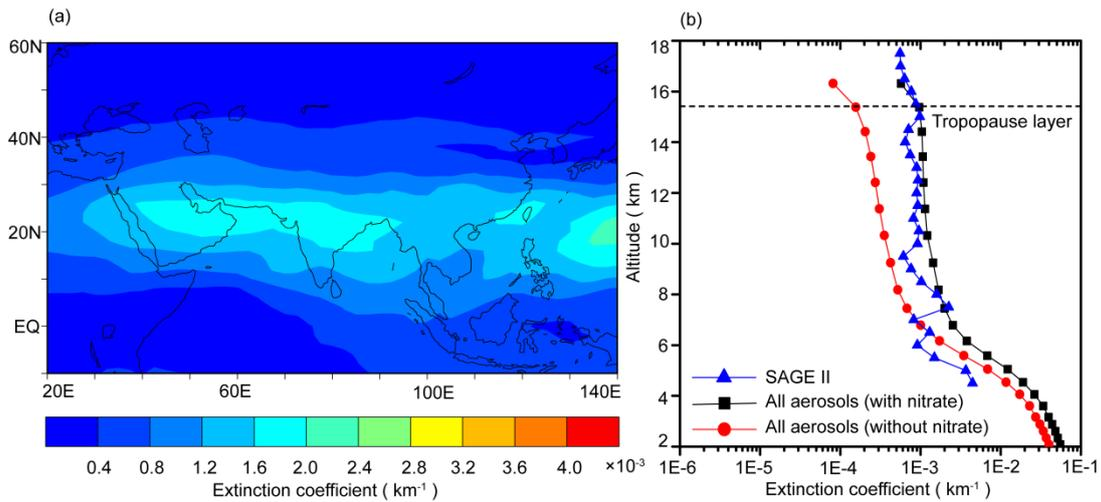 (a)
60N
40N
20N
EQ
20E 60E 100E 140E
0.4 0.8 1.2 1.6 2.0 2.4 2.8 3.2 3.6 4.0 ×10⁻³
Extinction coefficient ( km⁻¹ )
(b)
18
16
14
12
10
8
6
4
2
Altitude ( km )
Tropopause layer
SAGE II
All aerosols (with nitrate)
All aerosols (without nitrate)
1E-6 1E-5 1E-4 1E-3 1E-2 1E-1
Extinction coefficient ( km⁻¹ )